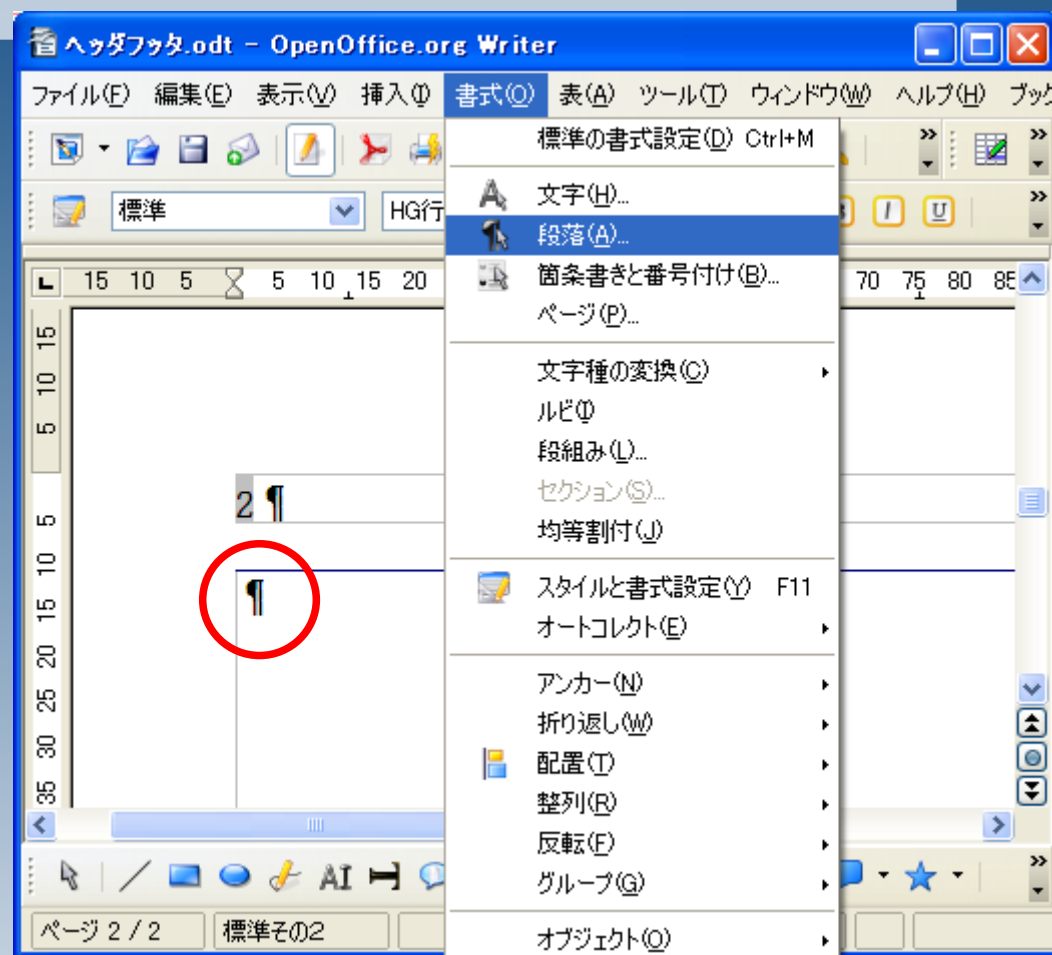 ヘッダフッタ.odt - OpenOffice.org Writer
ファイル(F) 編集(E) 表示(V) 挿入(I) 書式(O) 表(A) ツール(T) ウィンドウ(W) ヘルプ(H) ブック
標準の書式設定(D) Ctrl+M
標準 HG行
文字(H)...
段落(A)...
箇条書きと番号付け(B)...
ページ(P)...
文字種の変換(C)
ルビ(I)
段組み(L)...
セクション(S)...
均等割付(J)
スタイルと書式設定(Y) F11
オートコレクト(E)
アンカー(N)
折り返し(W)
配置(T)
整列(R)
反転(F)
グループ(G)
オブジェクト(O)
15 10 5 5 10 15 20 70 75 80 85
15
10
5
5
10
15
20
25
30
35
2 ¶
¶
AI
ページ 2 / 2 標準その2